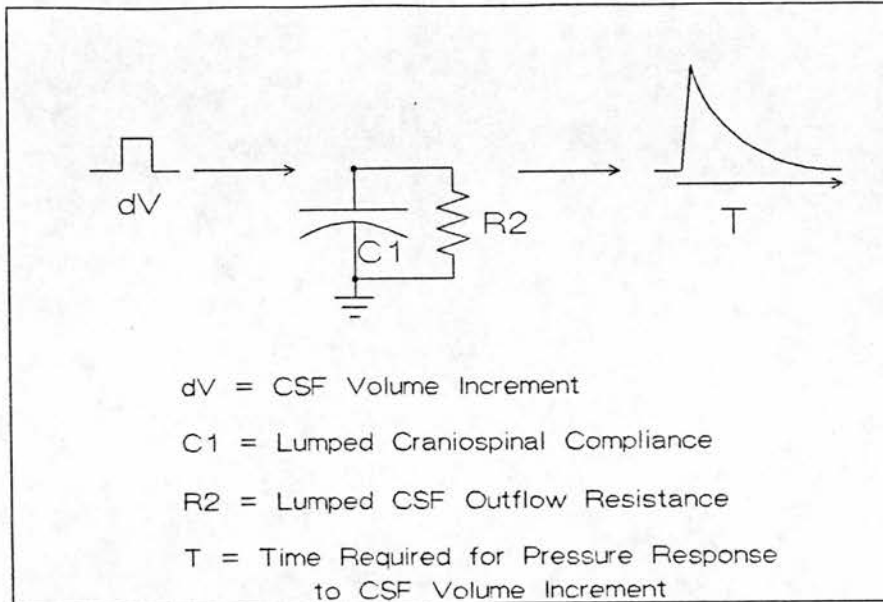 dV
C1
R2
T
dV = CSF Volume Increment
C1 = Lumped Craniospinal Compliance
R2 = Lumped CSF Outflow Resistance
T = Time Required for Pressure Response
to CSF Volume Increment